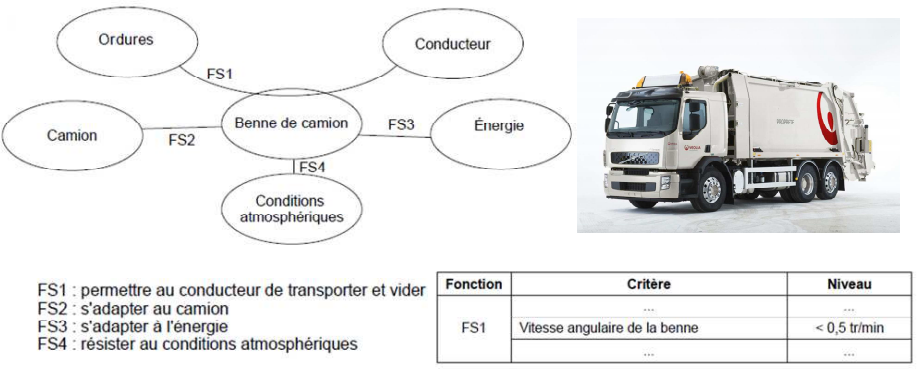 Ordures
Conducteur
FS1
Camion
FS2
Benne de camion
FS3
Énergie
FS4
Conditions
atmosphériques
FS1 : permettre au conducteur de transporter et vider
FS2 : s'adapter au camion
FS3 : s'adapter à l'énergie
FS4 : résister au conditions atmosphériques
Fonction Critère Niveau
... ...
FS1 Vitesse angulaire de la benne < 0,5 tr/min
... ...